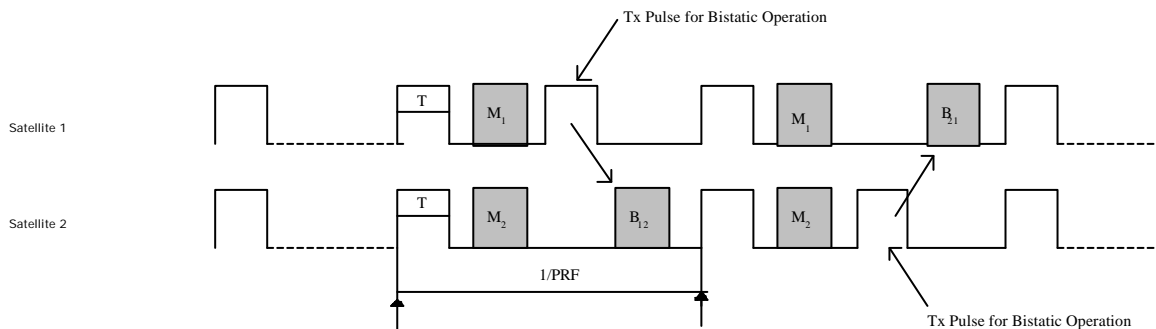 Tx Pulse for Bistatic Operation
Satellite 1
T
M1
M1
B21
Satellite 2
T
M2
B12
M2
1/PRF
Tx Pulse for Bistatic Operation